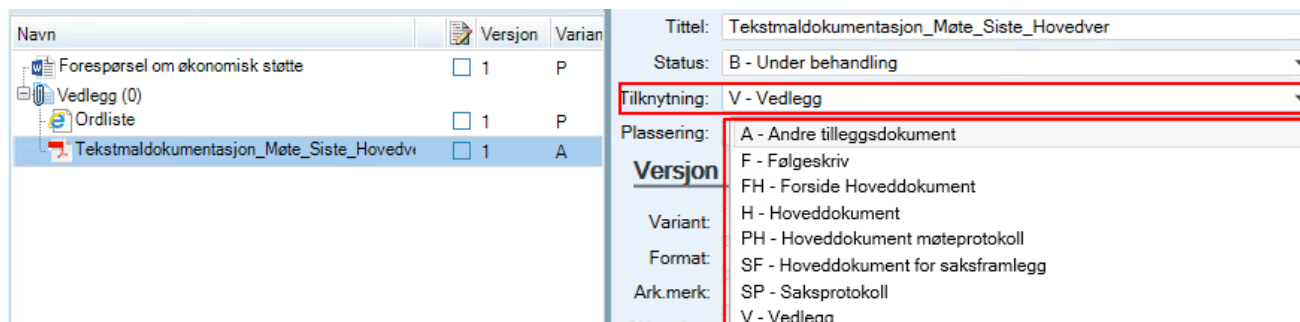 Navn Versjon Varian
Forespørsel om økonomisk støtte 1 P
Vedlegg (0)
Ordliste 1 P
Tekstmaldokumentasjon_Møte_Siste_Hovedve 1 A
Tittel: Tekstmaldokumentasjon_Møte_Siste_Hovedver
Status: B - Under behandling
Tilknytning: V - Vedlegg
Plassering:
A - Andre tilleggsdokument
F - Følgeskriv
Versjon
FH - Forside Hoveddokument
H - Hoveddokument
Variant:
PH - Hoveddokument møteprotokoll
Format:
SF - Hoveddokument for saksframlegg
Ark.merk:
SP - Saksprotokoll
V - Vedlegg